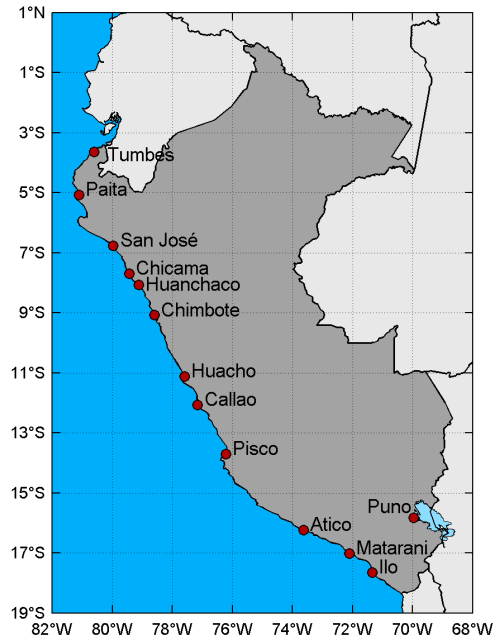 1°N
1°S
3°S
Tumbes
5°S
Paita
San José
7°S
Chicama
Huanchaco
9°S
Chimbote
11°S
Huacho
Callao
13°S
Pisco
15°S
Puno
Atico
17°S
Matarani
Ilo
19°S
82°W 80°W 78°W 76°W 74°W 72°W 70°W 68°W